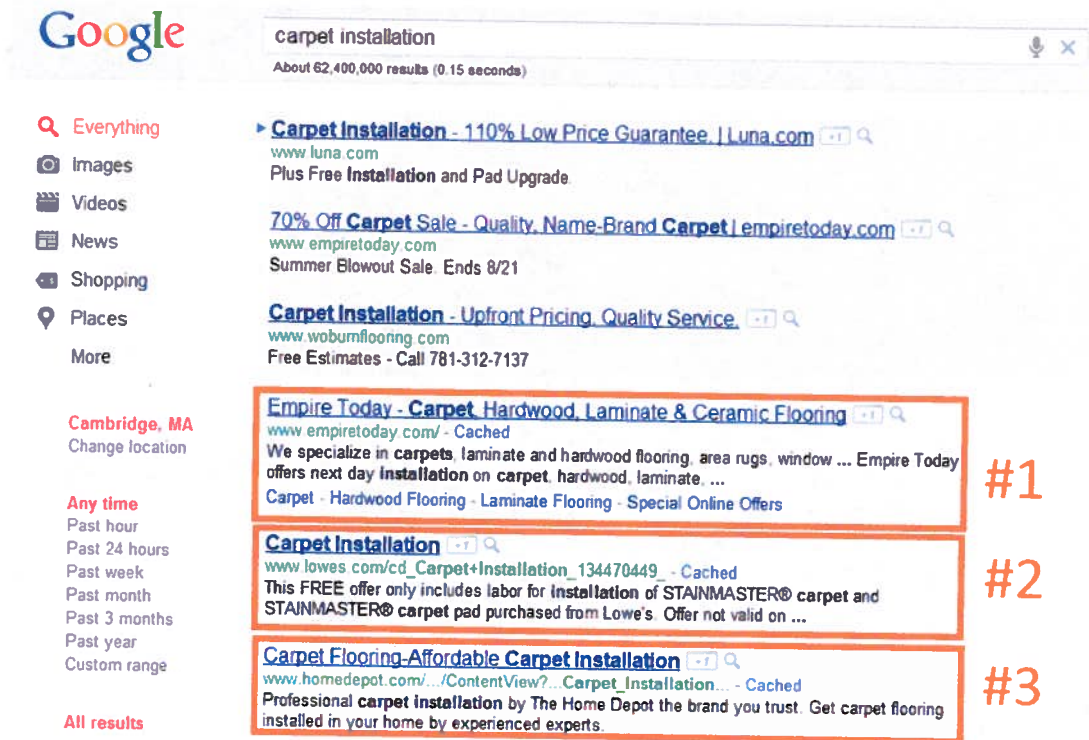 Google
carpet installation
About 62,400,000 results (0.15 seconds)
Everything
Images
Videos
News
Shopping
Places
More
Cambridge, MA
Change location
Any time
Past hour
Past 24 hours
Past week
Past month
Past 3 months
Past year
Custom range
All results
Carpet Installation - 110% Low Price Guarantee. | Luna.com
www.luna.com
Plus Free Installation and Pad Upgrade.
70% Off Carpet Sale - Quality, Name-Brand Carpet | empiretoday.com
www.empiretoday.com
Summer Blowout Sale. Ends 8/21
Carpet Installation - Upfront Pricing, Quality Service.
www.woburnflooring.com
Free Estimates - Call 781-312-7137
Empire Today - Carpet, Hardwood, Laminate & Ceramic Flooring
www.empiretoday.com/ - Cached
We specialize in carpets, laminate and hardwood flooring, area rugs, window ... Empire Today
offers next day installation on carpet, hardwood, laminate, ...
Carpet - Hardwood Flooring - Laminate Flooring - Special Online Offers
#1
Carpet Installation
www.lowes.com/cd_Carpet+Installation_134470449_ - Cached
This FREE offer only includes labor for installation of STAINMASTER® carpet and
STAINMASTER® carpet pad purchased from Lowe's. Offer not valid on ...
#2
Carpet Flooring-Affordable Carpet Installation
www.homedepot.com/.../ContentView?...Carpet_Installation... - Cached
Professional carpet installation by The Home Depot the brand you trust. Get carpet flooring
installed in your home by experienced experts.
#3